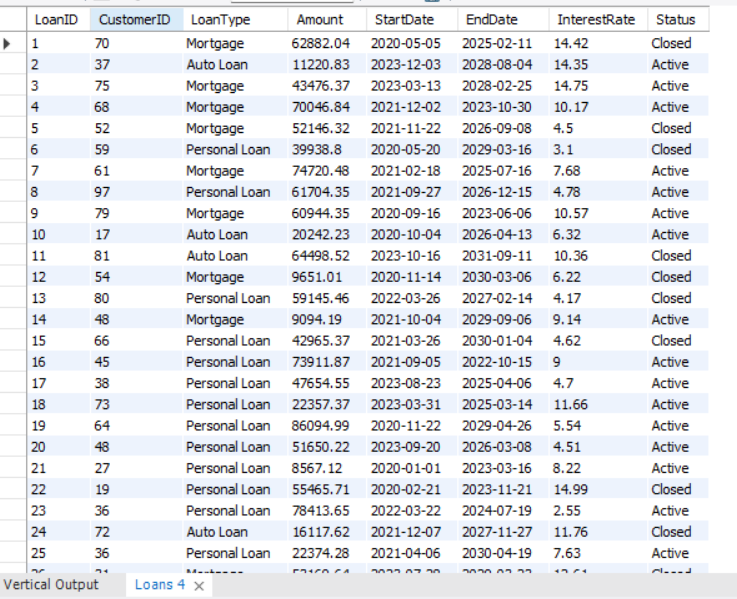 LoanID CustomerID LoanType Amount StartDate EndDate InterestRate Status
1 70 Mortgage 62882.04 2020-05-05 2025-02-11 14.42 Closed
2 37 Auto Loan 11220.83 2023-12-03 2028-08-04 14.35 Active
3 75 Mortgage 43476.37 2023-03-13 2028-02-25 14.75 Active
4 68 Mortgage 70046.84 2021-12-02 2023-10-30 10.17 Active
5 52 Mortgage 52146.32 2021-11-22 2026-09-08 4.5 Closed
6 59 Personal Loan 39938.8 2020-05-20 2029-03-16 3.1 Closed
7 61 Mortgage 74720.48 2021-02-18 2025-07-16 7.68 Active
8 97 Personal Loan 61704.35 2021-09-27 2026-12-15 4.78 Active
9 79 Mortgage 60944.35 2020-09-16 2023-06-06 10.57 Active
10 17 Auto Loan 20242.23 2020-10-04 2026-04-13 6.32 Active
11 81 Auto Loan 64498.52 2023-10-16 2031-09-11 10.36 Closed
12 54 Mortgage 9651.01 2020-11-14 2030-03-06 6.22 Closed
13 80 Personal Loan 59145.46 2022-03-26 2027-02-14 4.17 Closed
14 48 Mortgage 9094.19 2021-10-04 2029-09-06 9.14 Active
15 66 Personal Loan 42965.37 2021-03-26 2030-01-04 4.62 Closed
16 45 Personal Loan 73911.87 2021-09-05 2022-10-15 9 Active
17 38 Personal Loan 47654.55 2023-08-23 2025-04-06 4.7 Active
18 73 Personal Loan 22357.37 2023-03-31 2025-03-14 11.66 Active
19 64 Personal Loan 86094.99 2020-11-22 2029-04-26 5.54 Active
20 48 Personal Loan 51650.22 2023-09-20 2026-03-08 4.51 Active
21 27 Personal Loan 8567.12 2020-01-01 2023-03-16 8.22 Active
22 19 Personal Loan 55465.71 2020-02-21 2023-11-21 14.99 Closed
23 36 Personal Loan 78413.65 2022-03-22 2024-07-19 2.55 Active
24 72 Auto Loan 16117.62 2021-12-07 2027-11-27 11.76 Closed
25 36 Personal Loan 22374.28 2021-04-06 2030-04-19 7.63 Active
Vertical Output Loans 4